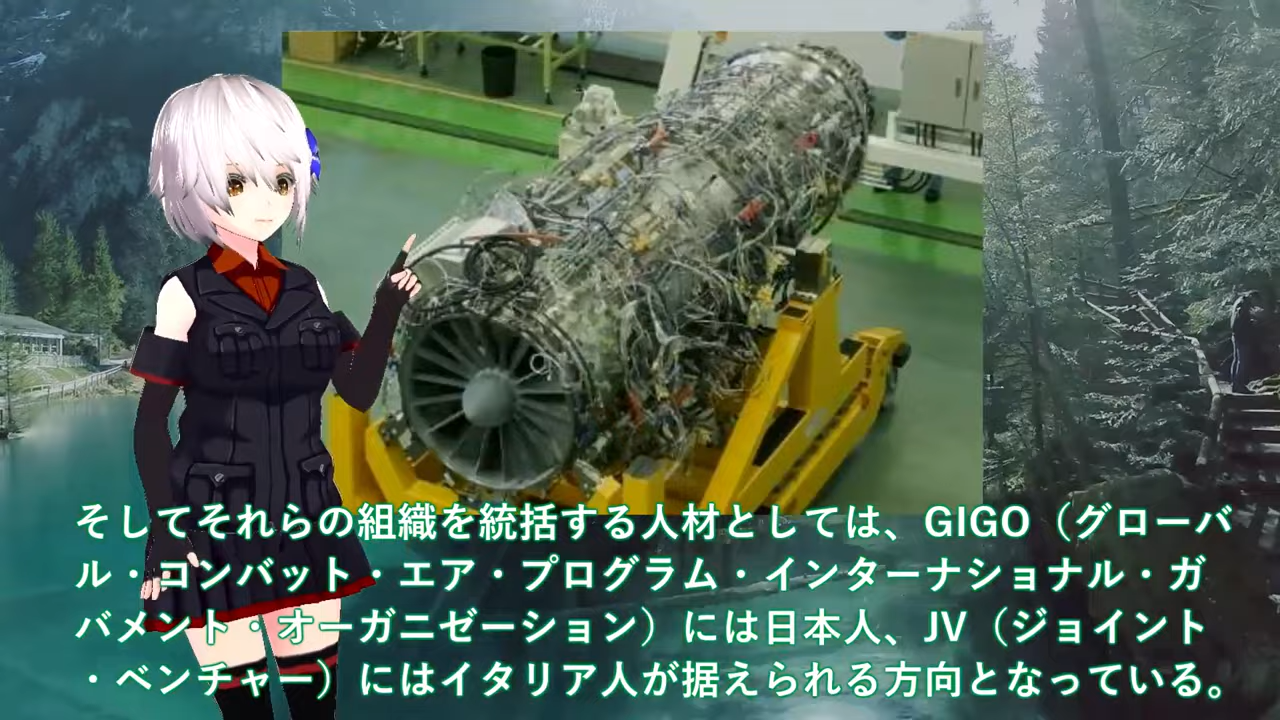 そしてそれらの組織を統括する人材としては、GIGO（グローバ
ル・コンバット・エア・プログラム・インターナショナル・ガ
バメント・オーガニゼーション）には日本人、JV（ジョイント
・ベンチャー）にはイタリア人が据えられる方向となっている。